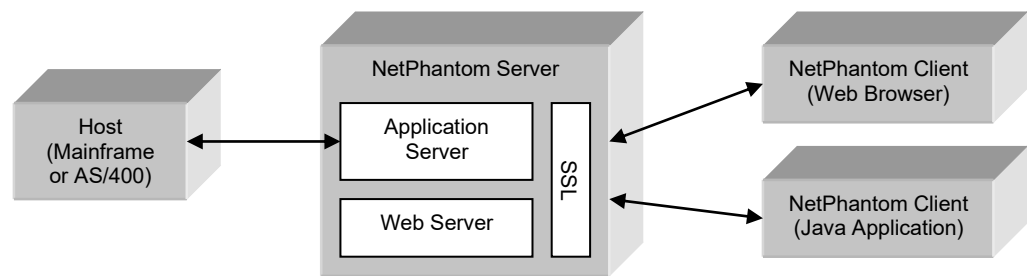 Host
(Mainframe
or AS/400)
NetPhantom Server
Application
Server
Web Server
SSL
NetPhantom Client
(Web Browser)
NetPhantom Client
(Java Application)